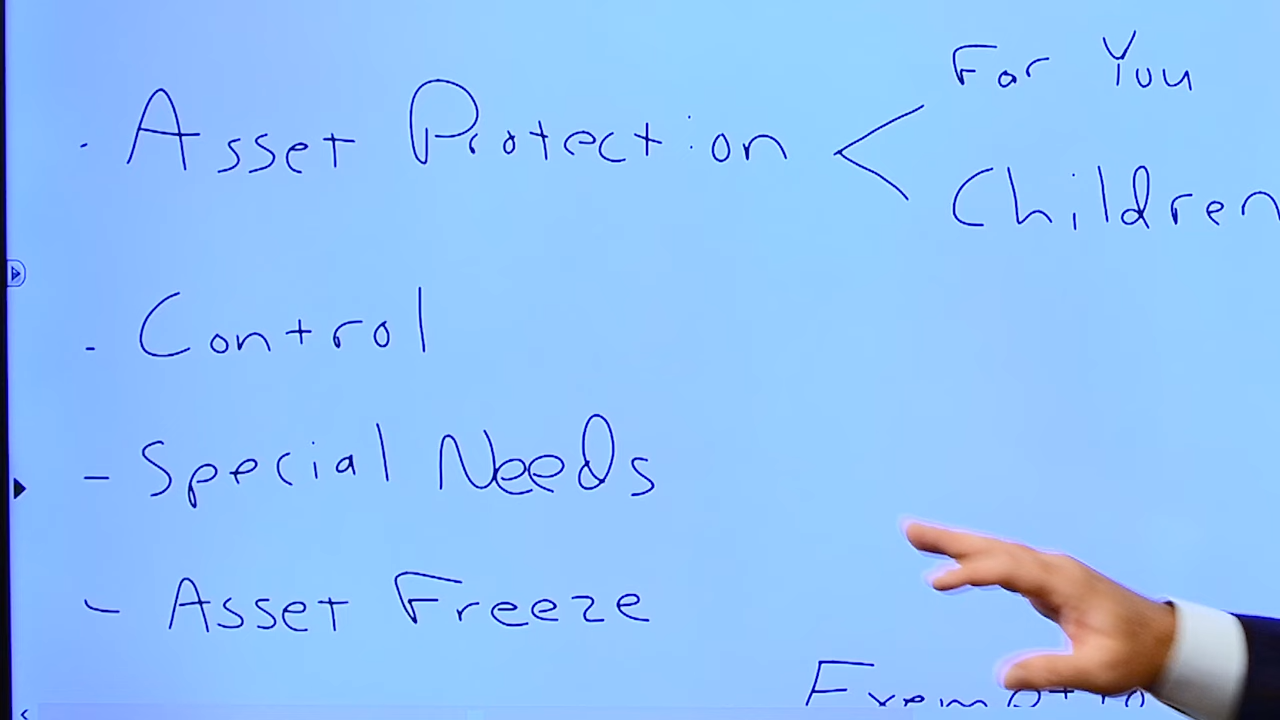 · Asset Protection < For You
Children
- Control
- Special Needs
- Asset Freeze